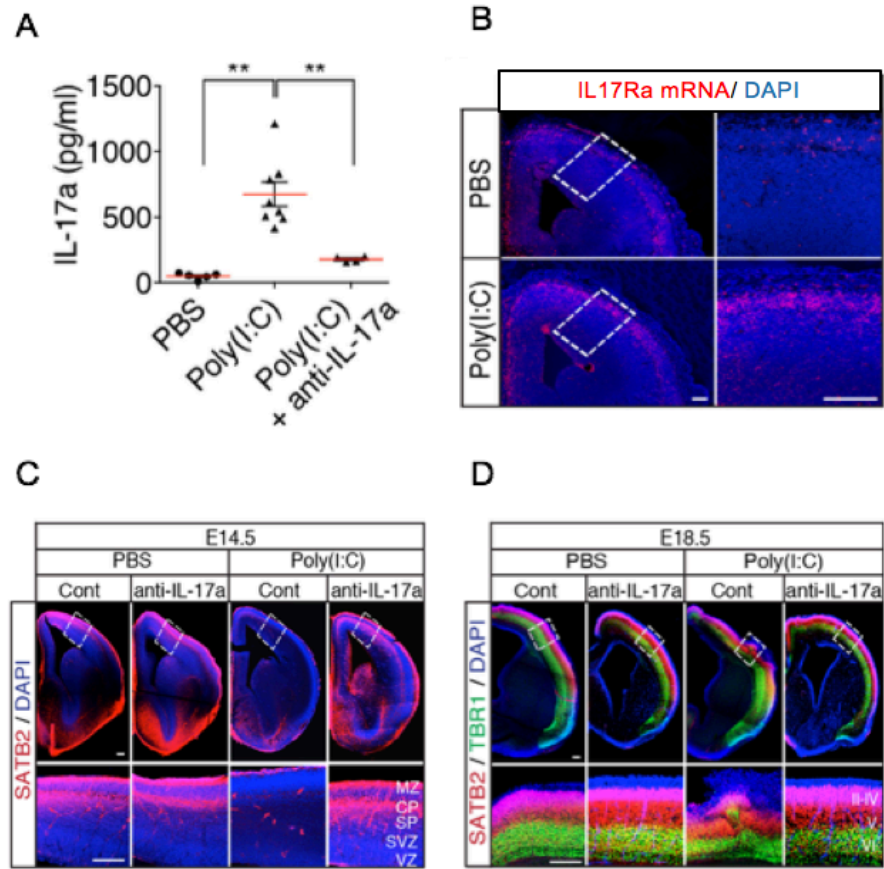 A
**
**
1500
1000
500
0
IL-17a (pg/ml)
PBS
Poly(I:C)
Poly(I:C)
+ anti-IL-17a
B
IL17Ra mRNA/ DAPI
PBS
Poly(I:C)
C
E14.5
PBS
Poly(I:C)
Cont
anti-IL-17a
Cont
anti-IL-17a
SATB2 / DAPI
MZ
CP
SP
SVZ
VZ
D
E18.5
PBS
Poly(I:C)
Cont
anti-IL-17a
Cont
anti-IL-17a
SATB2 / TBR1 / DAPI
II-IV
V
VI